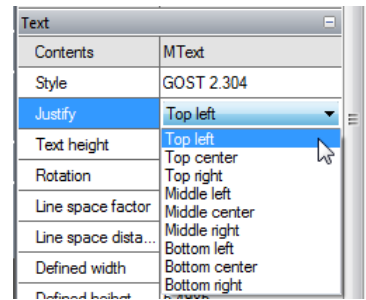 Text
Contents MText
Style GOST 2.304
Justify Top left
Text height Top left
Top center
Rotation Top right
Middle left
Line space factor Middle center
Line space dista... Middle right
Bottom left
Defined width Bottom center
Defined height Bottom right